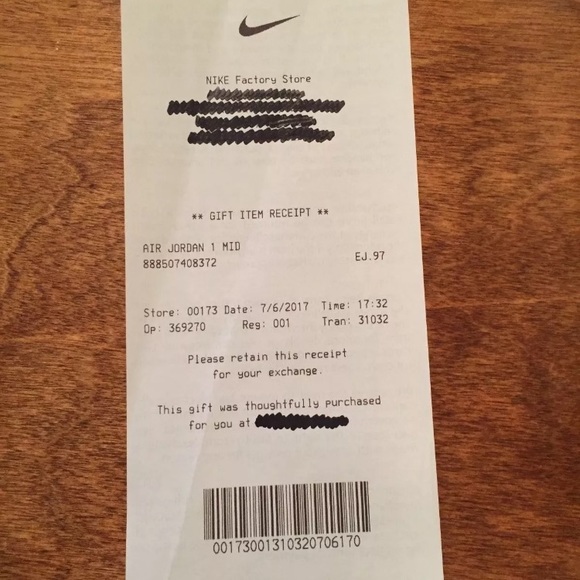 NIKE Factory Store
** GIFT ITEM RECEIPT **
AIR JORDAN 1 MID
888507408372 EJ.97
Store: 00173 Date: 7/6/2017 Time: 17:32
Op: 369270 Reg: 001 Tran: 31032
Please retain this receipt
for your exchange.
This gift was thoughtfully purchased
for you at
00173001310320706170